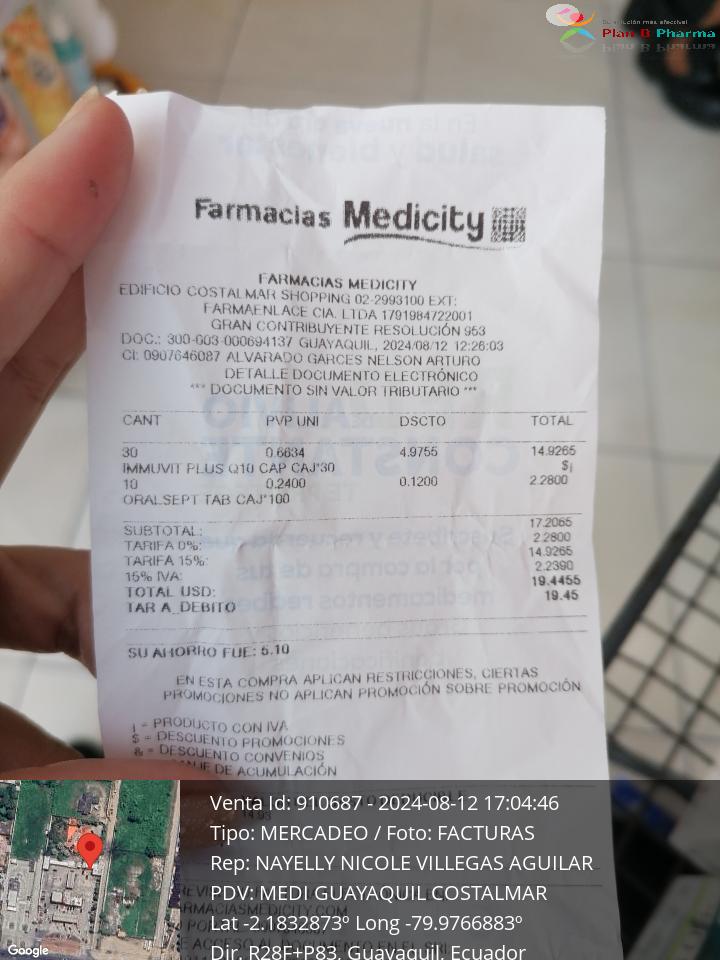 Su solución más efectiva!
Plan B Pharma
Farmacias Medicity
FARMACIAS MEDICITY
EDIFICIO COSTALMAR SHOPPING 02-2993100 EXT:
FARMAENLACE CIA. LTDA 1791984722001
GRAN CONTRIBUYENTE RESOLUCIÓN 953
DOC.: 300-003-000694137 GUAYAQUIL, 2024/08/12 12:26:03
CI: 0907646087 ALVARADO GARCES NELSON ARTURO
DETALLE DOCUMENTO ELECTRÓNICO
*** DOCUMENTO SIN VALOR TRIBUTARIO ***
CANT PVP UNI DSCTO TOTAL
30 0.6634 4.9755 14.9265
IMMUVIT PLUS Q10 CAP CAJ*30 $¡
10 0.2400 0.1200 2.2800
ORALSEPT TAB CAJ*100
SUBTOTAL: 17.2065
TARIFA 0%: 2.2800
TARIFA 15%: 14.9265
15% IVA: 2.2390
TOTAL USD: 19.4455
TAR A_DEBITO 19.45
SU AHORRO FUE: 5.10
EN ESTA COMPRA APLICAN RESTRICCIONES, CIERTAS
PROMOCIONES NO APLICAN PROMOCIÓN SOBRE PROMOCIÓN
¡ = PRODUCTO CON IVA
$ = DESCUENTO PROMOCIONES
& = DESCUENTO CONVENIOS
DE ACUMULACIÓN
Venta Id: 910687 - 2024-08-12 17:04:46
Tipo: MERCADEO / Foto: FACTURAS
Rep: NAYELLY NICOLE VILLEGAS AGUILAR
PDV: MEDI GUAYAQUIL COSTALMAR
Lat -2.1832873º Long -79.9766883º
Dir. R28F+P83, Guayaquil, Ecuador
Google